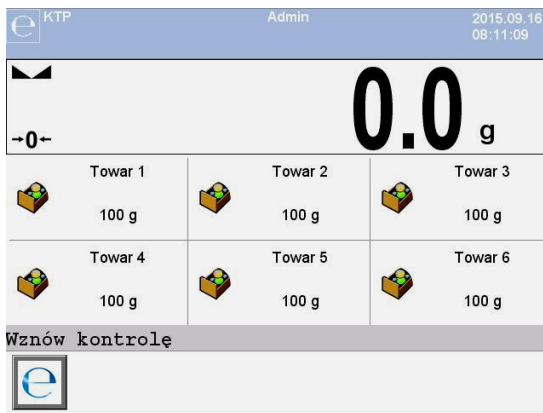 e KTP Admin 2015.09.16
08:11:09
0.0 g
→0←
Towar 1 Towar 2 Towar 3
100 g 100 g 100 g
Towar 4 Towar 5 Towar 6
100 g 100 g 100 g
Wznów kontrolę
e